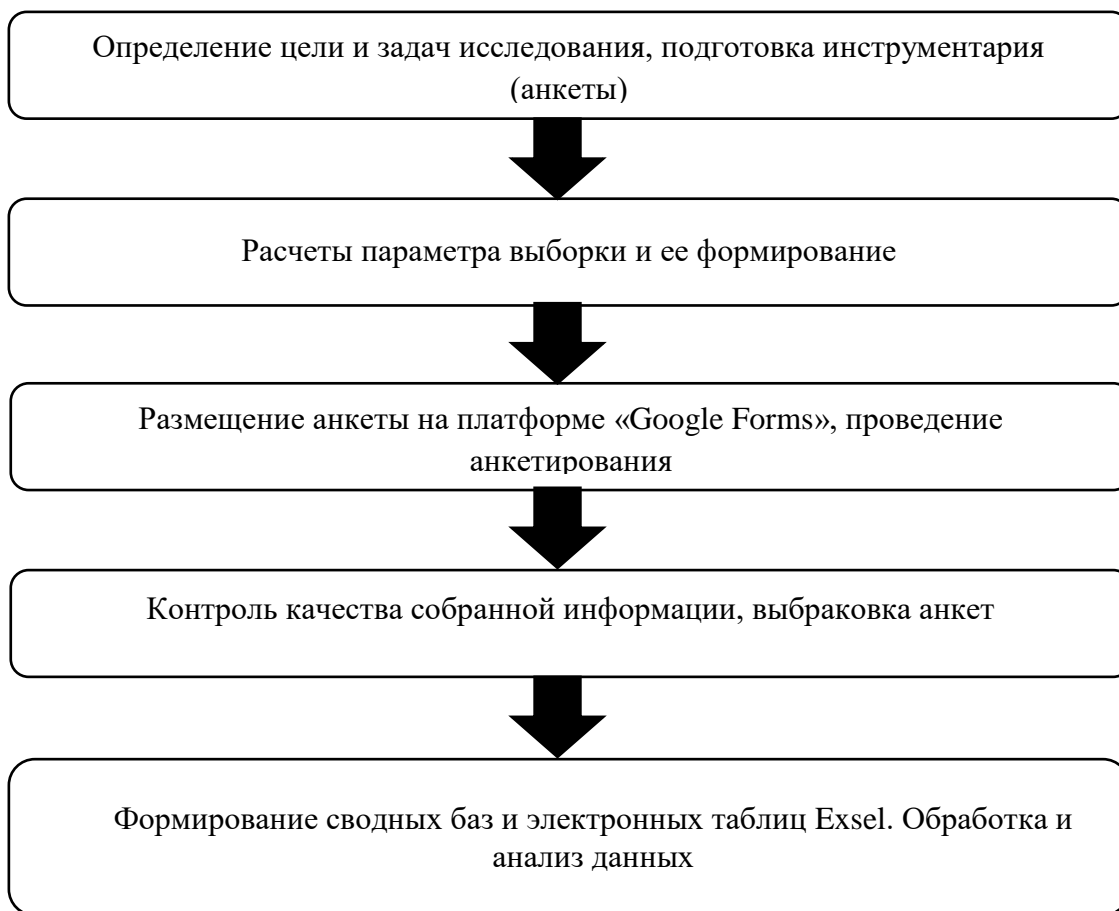 Определение цели и задач исследования, подготовка инструментария
(анкеты)
Расчеты параметра выборки и ее формирование
Размещение анкеты на платформе «Google Forms», проведение
анкетирования
Контроль качества собранной информации, выбраковка анкет
Формирование сводных баз и электронных таблиц Exsel. Обработка и
анализ данных